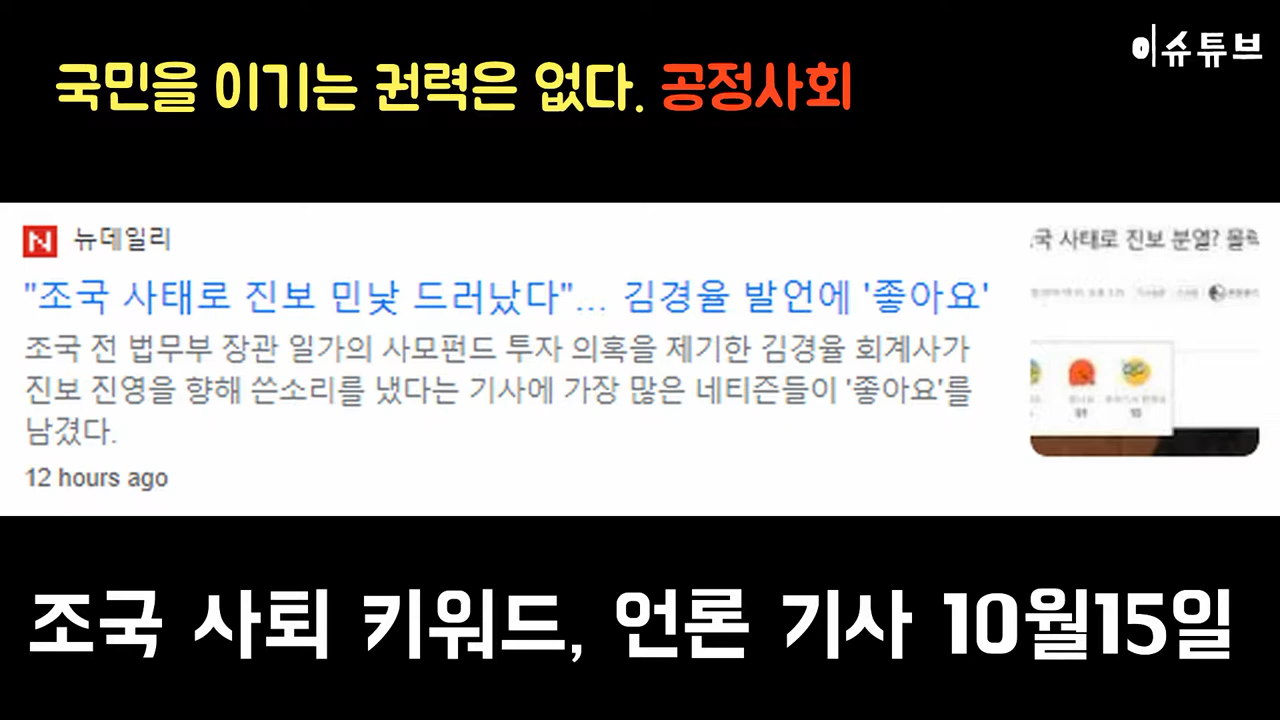 이슈튜브
국민을 이기는 권력은 없다. 공정사회
뉴데일리
"조국 사태로 진보 민낯 드러났다"... 김경율 발언에 '좋아요'
조국 전 법무부 장관 일가의 사모펀드 투자 의혹을 제기한 김경율 회계사가
진보 진영을 향해 쓴소리를 냈다는 기사에 가장 많은 네티즌들이 '좋아요'를
남겼다.
12 hours ago
사태로 진보 분열?
조국 사퇴 키워드, 언론 기사 10월15일